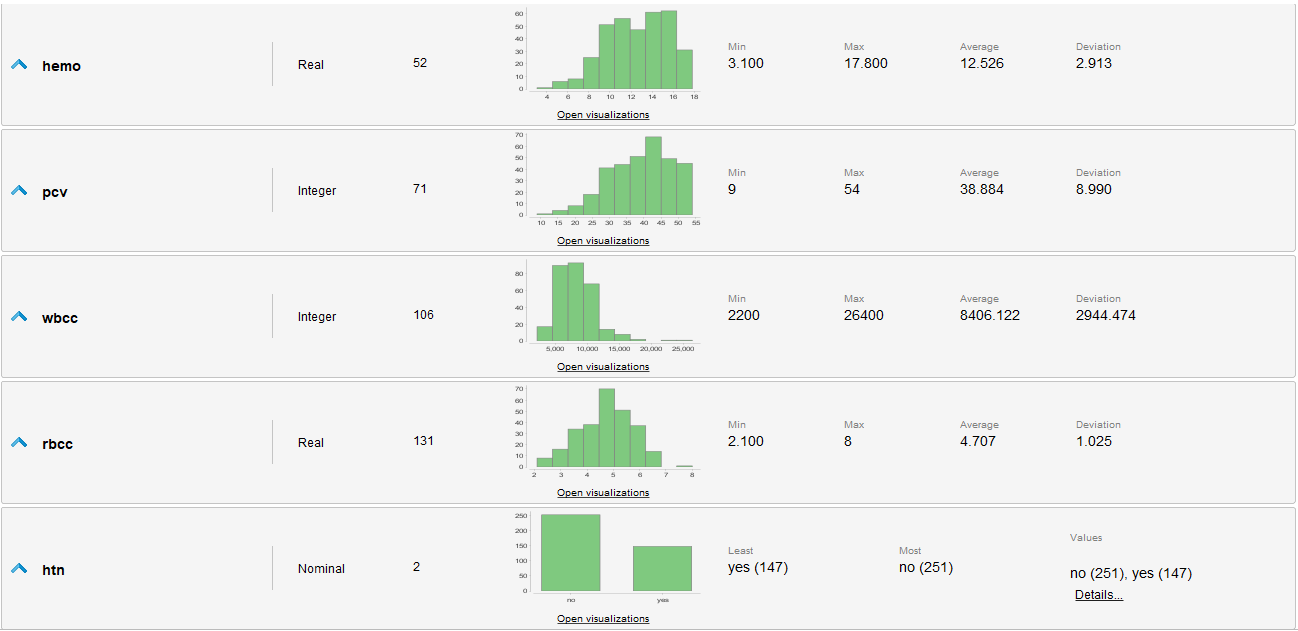 60
50
40
30
20
10
0
4 6 8 10 12 14 16 18
hemo Real 52
Open visualizations
Min Max Average Deviation
3.100 17.800 12.526 2.913
70
60
50
40
30
20
10
0
10 15 20 25 30 35 40 45 50 55
pcv Integer 71
Open visualizations
Min Max Average Deviation
9 54 38.884 8.990
80
60
40
20
0
5,000 10,000 15,000 20,000 25,000
wbcc Integer 106
Open visualizations
Min Max Average Deviation
2200 26400 8406.122 2944.474
70
60
50
40
30
20
10
0
2 3 4 5 6 7 8
rbcc Real 131
Open visualizations
Min Max Average Deviation
2.100 8 4.707 1.025
250
200
150
100
50
0
no yes
htn Nominal 2
Open visualizations
Least Most Values
yes (147) no (251) no (251), yes (147)
Details...